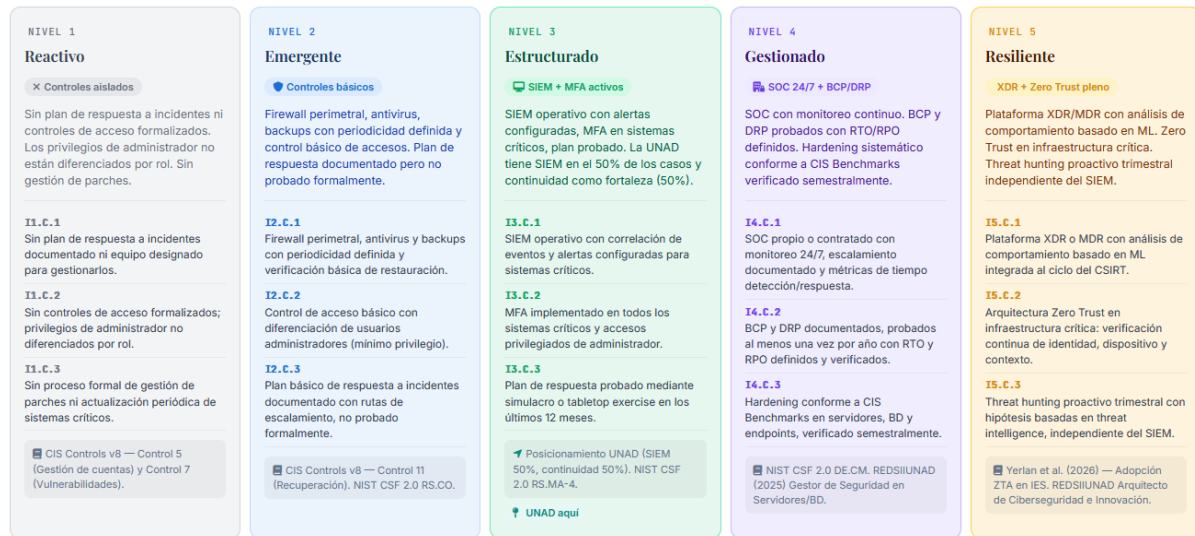 NIVEL 1
Reactivo
✕ Controles aislados
Sin plan de respuesta a incidentes ni
controles de acceso formalizados.
Los privilegios de administrador no
están diferenciados por rol. Sin
gestión de parches.
I1.C.1
Sin plan de respuesta a incidentes
documentado ni equipo designado
para gestionarlos.
I1.C.2
Sin controles de acceso formalizados;
privilegios de administrador no
diferenciados por rol.
I1.C.3
Sin proceso formal de gestión de
parches ni actualización periódica de
sistemas críticos.
CIS Controls v8 — Control 5
(Gestión de cuentas) y Control 7
(Vulnerabilidades).
NIVEL 2
Emergente
Controles básicos
Firewall perimetral, antivirus,
backups con periodicidad definida y
control básico de accesos. Plan de
respuesta documentado pero no
probado formalmente.
I2.C.1
Firewall perimetral, antivirus y backups
con periodicidad definida y
verificación básica de restauración.
I2.C.2
Control de acceso básico con
diferenciación de usuarios
administradores (mínimo privilegio).
I2.C.3
Plan básico de respuesta a incidentes
documentado con rutas de
escalamiento, no probado
formalmente.
CIS Controls v8 — Control 11
(Recuperación). NIST CSF 2.0 RS.CO.
NIVEL 3
Estructurado
SIEM + MFA activos
SIEM operativo con alertas
configuradas, MFA en sistemas
críticos, plan probado. La UNAD
tiene SIEM en el 50% de los casos y
continuidad como fortaleza (50%).
I3.C.1
SIEM operativo con correlación de
eventos y alertas configuradas para
sistemas críticos.
I3.C.2
MFA implementado en todos los
sistemas críticos y accesos
privilegiados de administrador.
I3.C.3
Plan de respuesta probado mediante
simulacro o tabletop exercise en los
últimos 12 meses.
Posicionamiento UNAD (SIEM
50%, continuidad 50%). NIST CSF
2.0 RS.MA-4.
UNAD aquí
NIVEL 4
Gestionado
SOC 24/7 + BCP/DRP
SOC con monitoreo continuo. BCP y
DRP probados con RTO/RPO
definidos. Hardening sistemático
conforme a CIS Benchmarks
verificado semestralmente.
I4.C.1
SOC propio o contratado con
monitoreo 24/7, escalamiento
documentado y métricas de tiempo
detección/respuesta.
I4.C.2
BCP y DRP documentados, probados
al menos una vez por año con RTO y
RPO definidos y verificados.
I4.C.3
Hardening conforme a CIS
Benchmarks en servidores, BD y
endpoints, verificado semestralmente.
NIST CSF 2.0 DE.CM. REDSIIUNAD
(2025) Gestor de Seguridad en
Servidores/BD.
NIVEL 5
Resiliente
XDR + Zero Trust pleno
Plataforma XDR/MDR con análisis de
comportamiento basado en ML. Zero
Trust en infraestructura crítica.
Threat hunting proactivo trimestral
independiente del SIEM.
I5.C.1
Plataforma XDR o MDR con análisis de
comportamiento basado en ML
integrada al ciclo del CSIRT.
I5.C.2
Arquitectura Zero Trust en
infraestructura crítica: verificación
continua de identidad, dispositivo y
contexto.
I5.C.3
Threat hunting proactivo trimestral con
hipótesis basadas en threat
intelligence, independiente del SIEM.
Yerlan et al. (2026) — Adopción
ZTA en IES. REDSIIUNAD Arquitecto
de Ciberseguridad e Innovación.